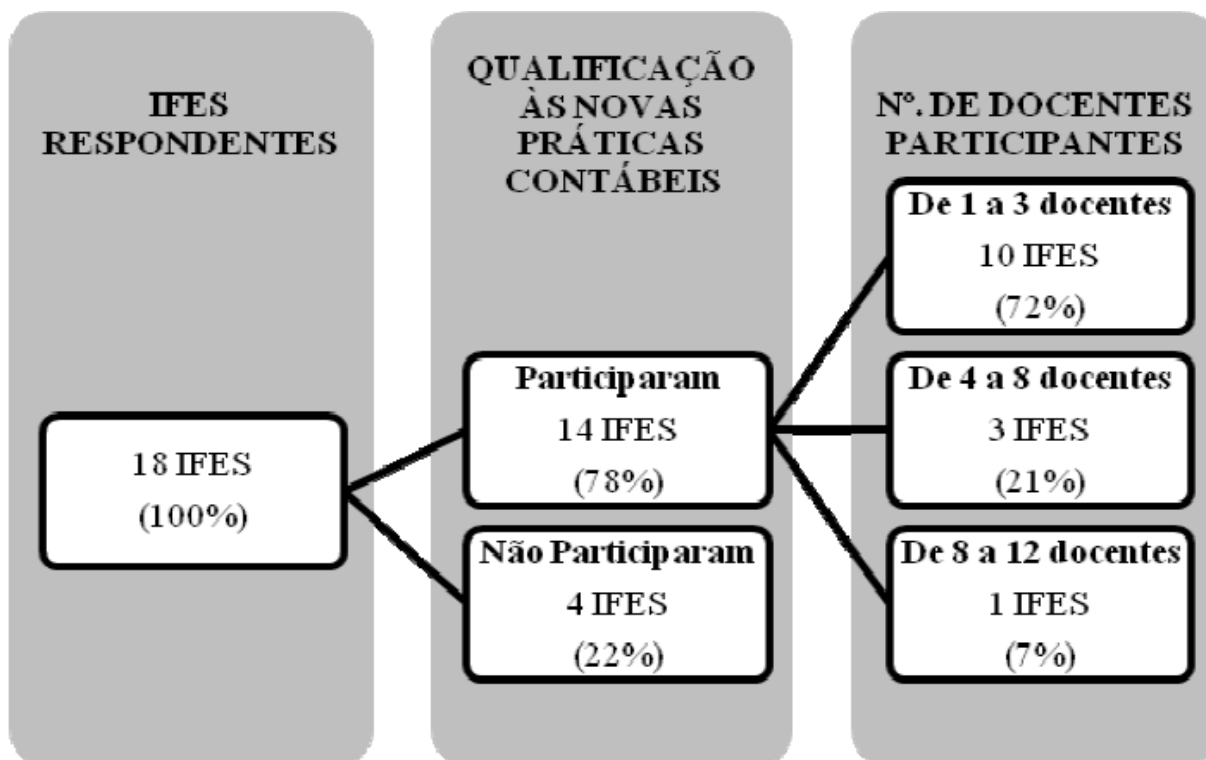 IFES
RESPONDENTES
18 IFES
(100%)
QUALIFICAÇÃO
ÀS NOVAS
PRÁTICAS
CONTÁBEIS
Participaram
14 IFES
(78%)
Não Participaram
4 IFES
(22%)
Nº. DE DOCENTES
PARTICIPANTES
De 1 a 3 docentes
10 IFES
(72%)
De 4 a 8 docentes
3 IFES
(21%)
De 8 a 12 docentes
1 IFES
(7%)